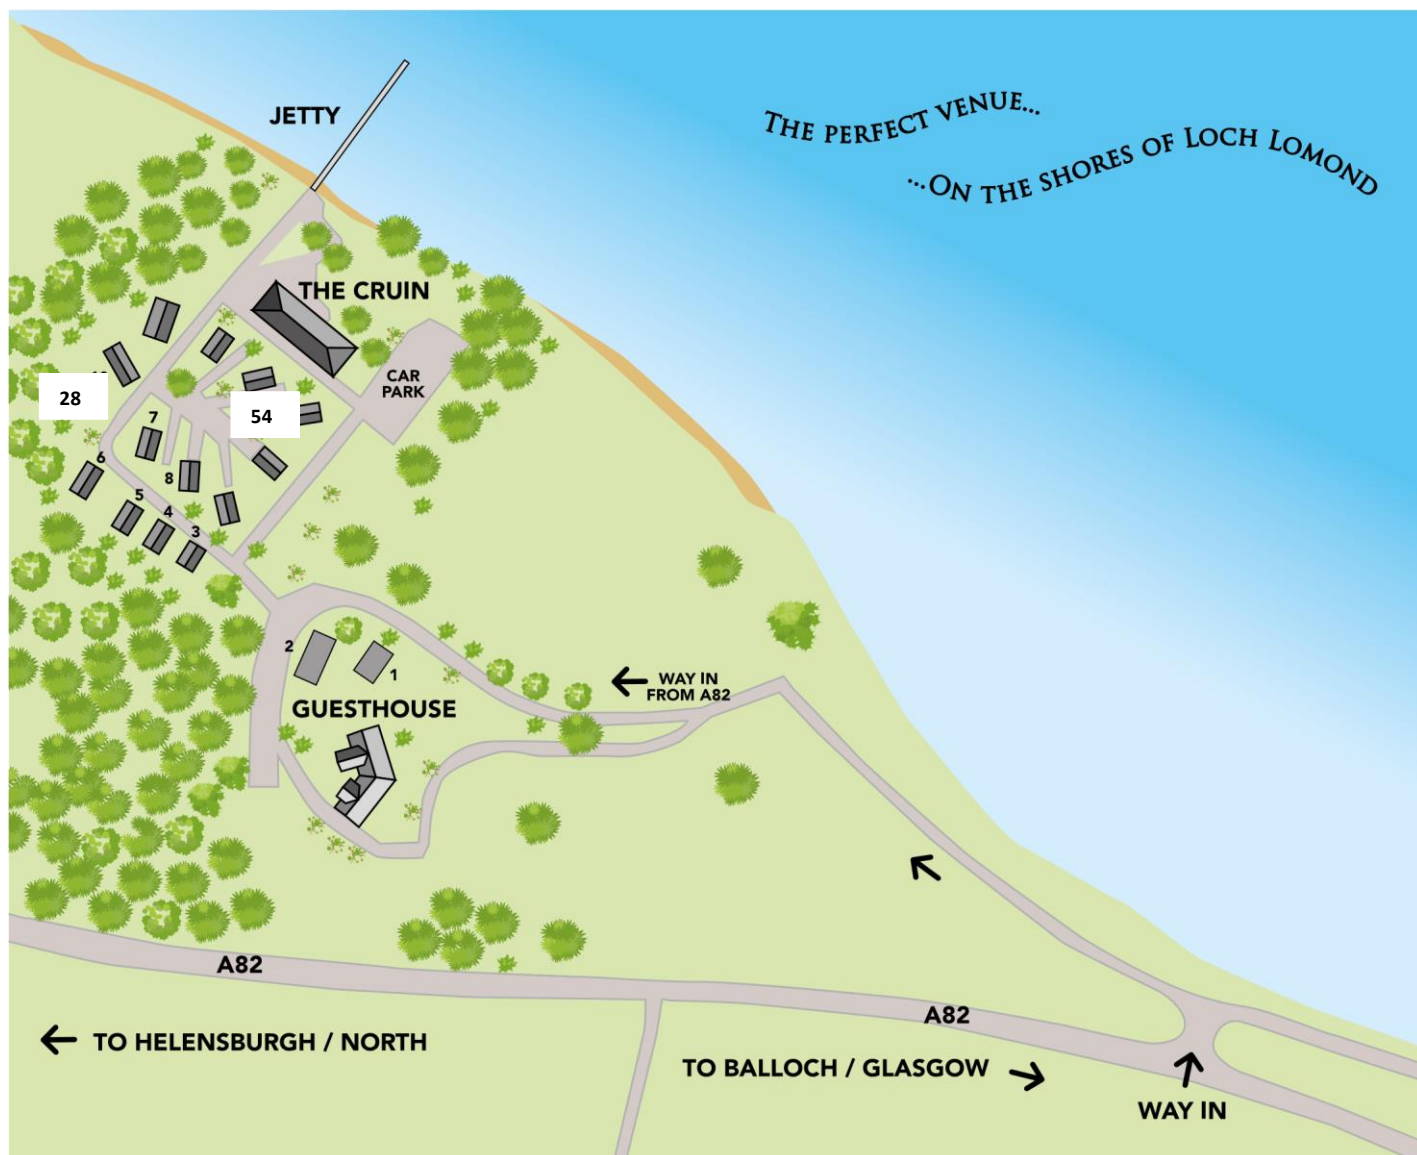 JETTY
THE PERFECT VENUE...
...ON THE SHORES OF LOCH LOMOND
THE CRUIN
CAR
PARK
28
54
7
6
8
5
4
3
2
1
WAY IN
FROM A82
GUESTHOUSE
A82
A82
TO HELENSBURGH / NORTH
TO BALLOCH / GLASGOW
WAY IN